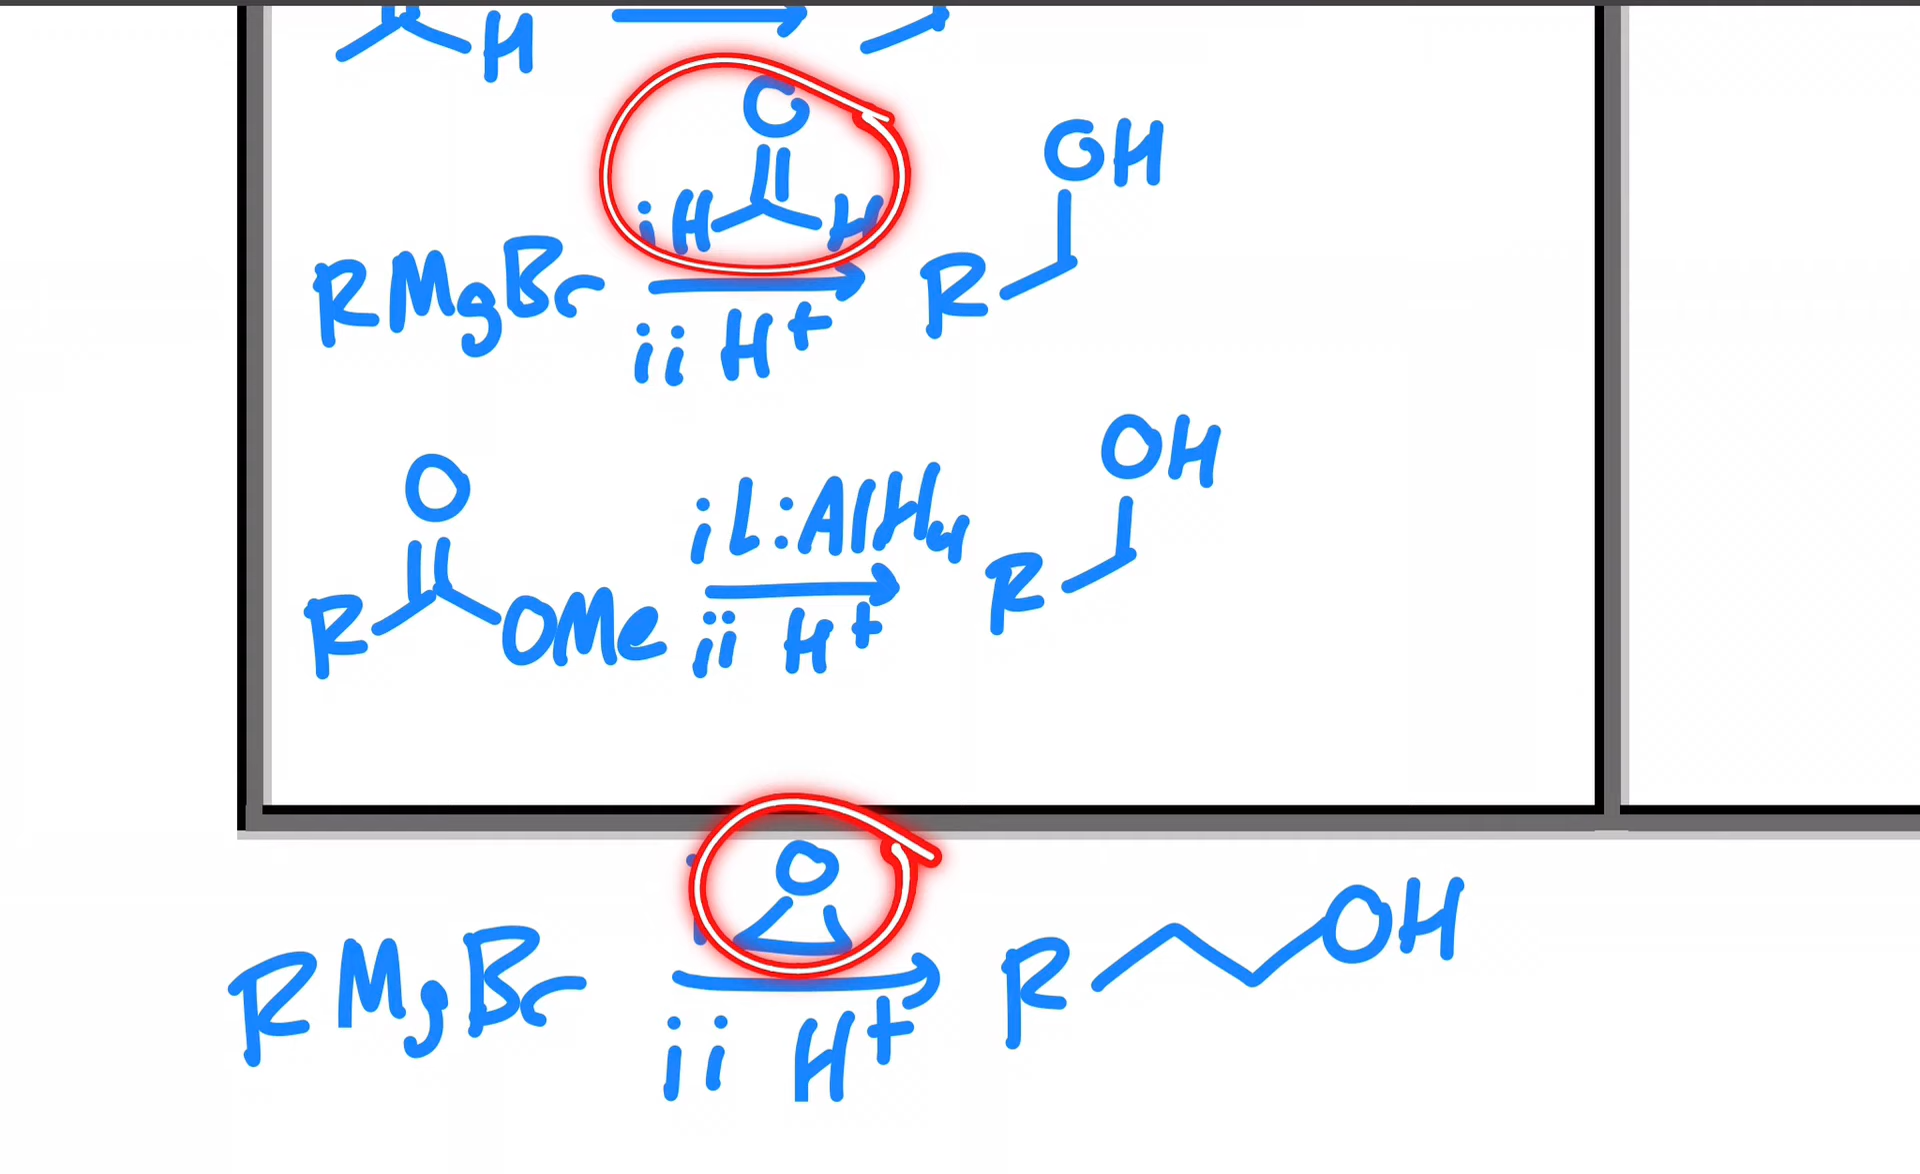 H
O
i H H
OH
RMgBr R
ii H+
O
OH
i LiAlH4
R OMe R
ii H+
i O
RMgBr R OH
ii H+